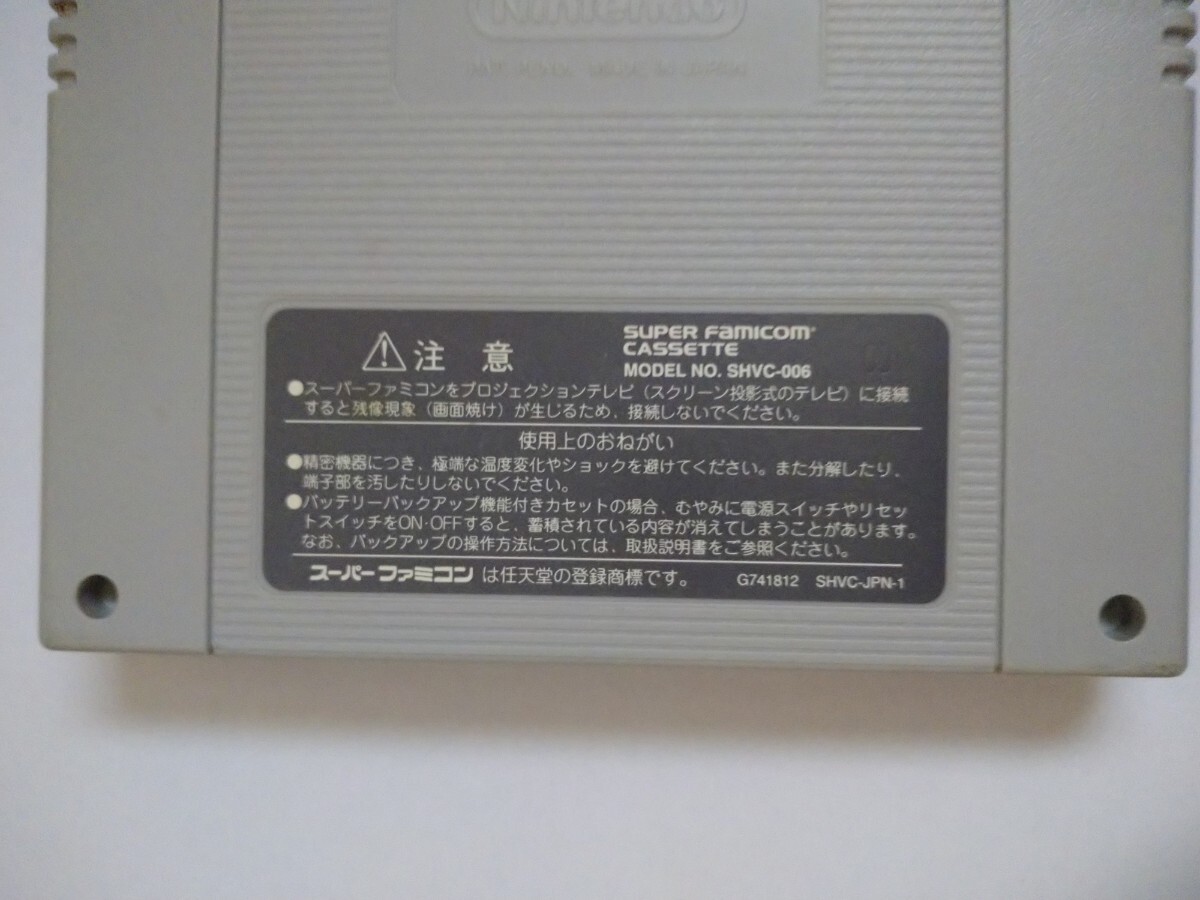 Nintendo
PAT. PEND. MADE IN JAPAN
⚠注 意
SUPER FAMICOM
CASSETTE
MODEL NO. SHVC-006
●スーパーファミコンをプロジェクションテレビ（スクリーン投影式のテレビ）に接続
すると残像現象（画面焼け）が生じるため、接続しないでください。
使用上のおねがい
●精密機器につき、極端な温度変化やショックを避けてください。また分解したり、
端子部を汚したりしないでください。
●バッテリーバックアップ機能付きカセットの場合、むやみに電源スイッチやリセッ
トスイッチをON·OFFすると、蓄積されている内容が消えてしまうことがあります。
なお、バックアップの操作方法については、取扱説明書をご参照ください。
スーパーファミコン は任天堂の登録商標です。
G741812 SHVC-JPN-1